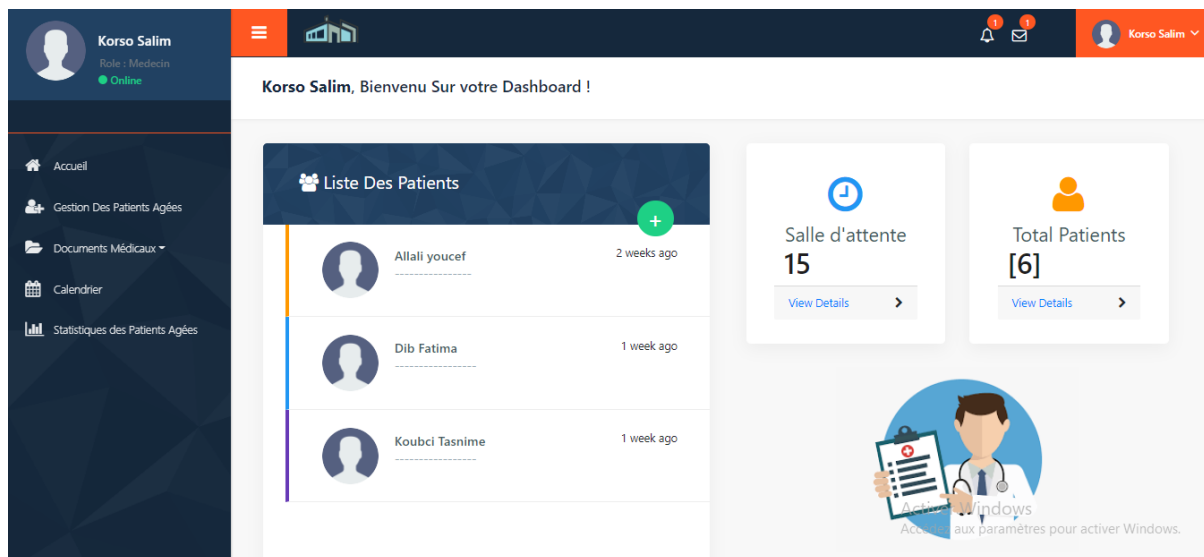 Korso Salim
Role : Medecin
Online
Accueil
Gestion Des Patients Agées
Documents Médicaux
Calendrier
Statistiques des Patients Agées
1
1
Korso Salim
Korso Salim, Bienvenu Sur votre Dashboard !
Liste Des Patients
+
Allali youcef
2 weeks ago
----------------
Dib Fatima
1 week ago
-----------------
Koubci Tasnime
1 week ago
-----------------
Salle d'attente
15
View Details
Total Patients
[6]
View Details
Activer Windows
Accédez aux paramètres pour activer Windows.